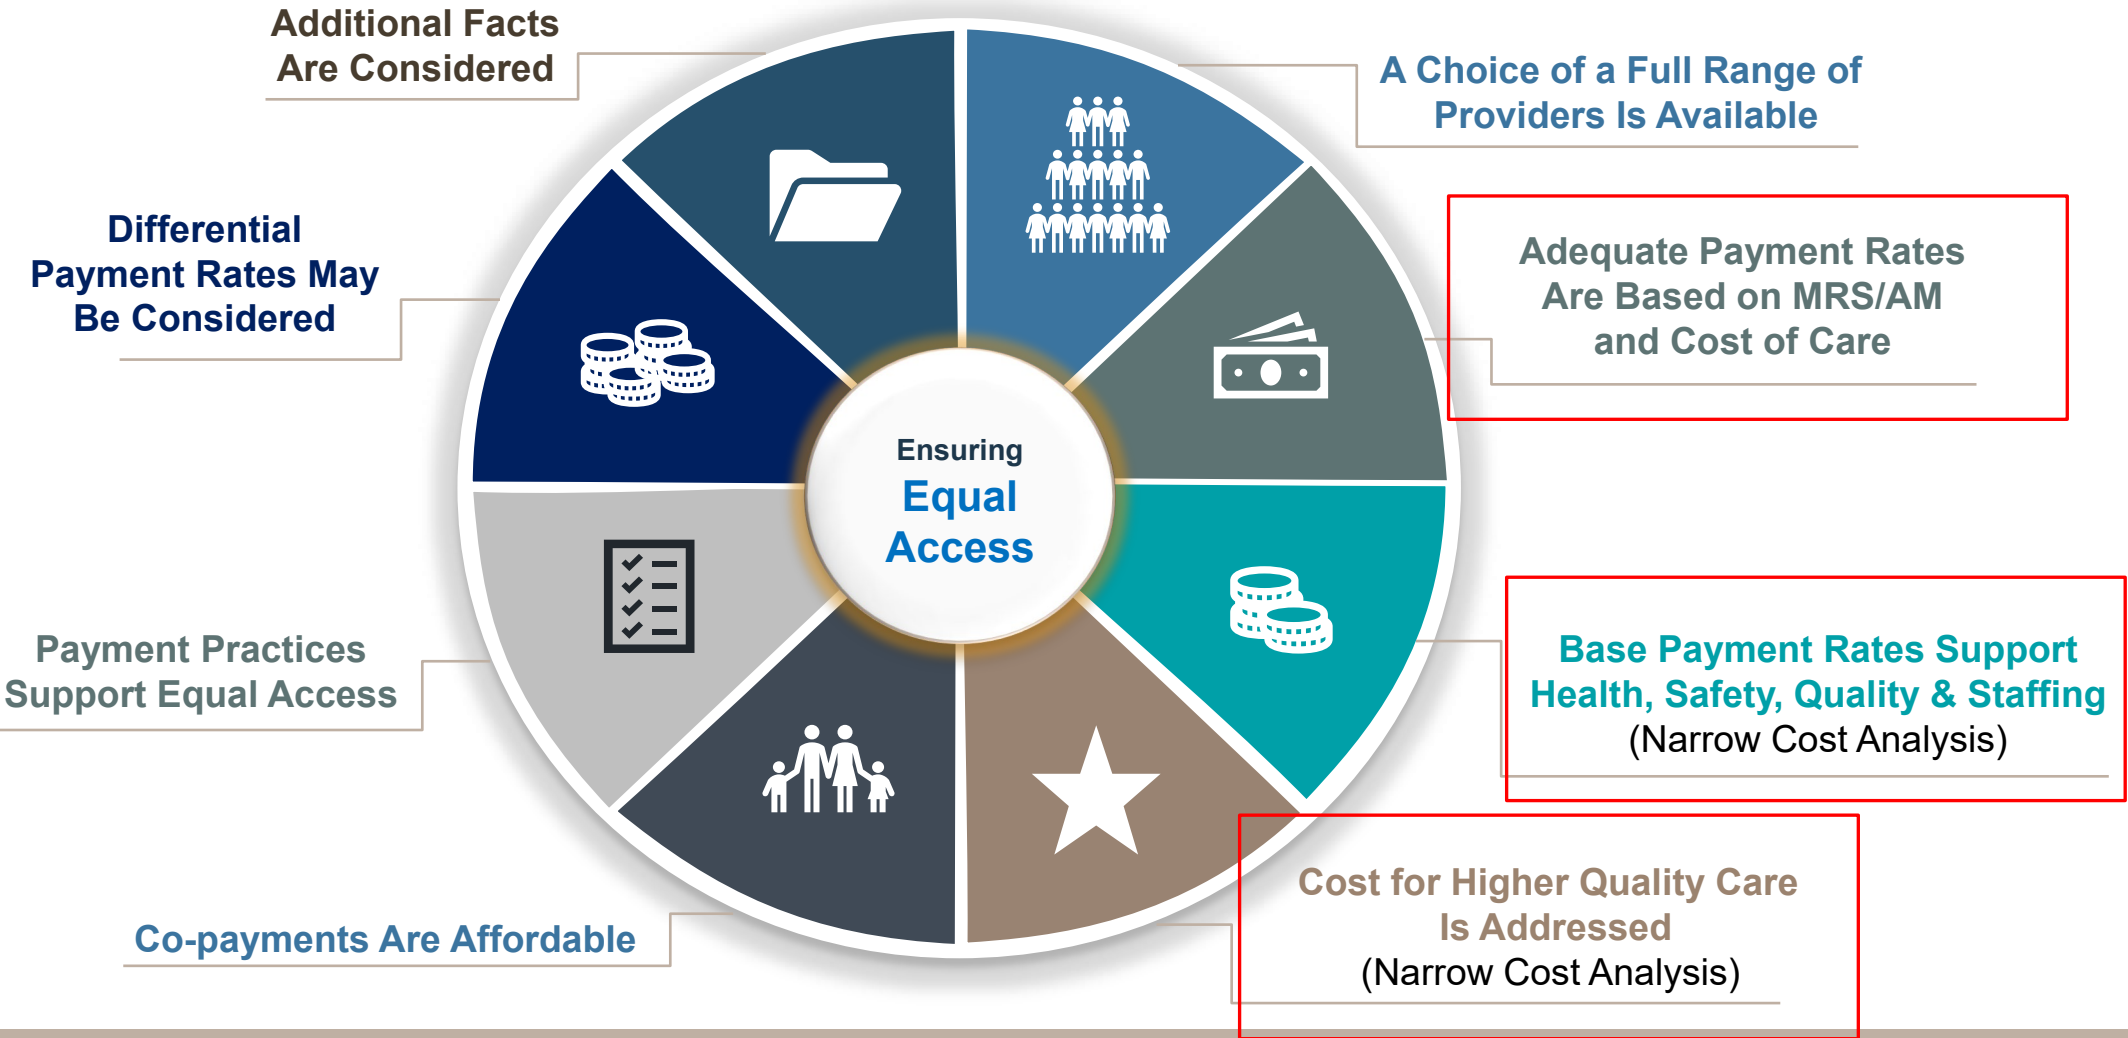 Additional Facts
Are Considered
A Choice of a Full Range of
Providers Is Available
Differential
Payment Rates May
Be Considered
Adequate Payment Rates
Are Based on MRS/AM
and Cost of Care
Ensuring
Equal
Access
Payment Practices
Support Equal Access
Base Payment Rates Support
Health, Safety, Quality & Staffing
(Narrow Cost Analysis)
Co-payments Are Affordable
Cost for Higher Quality Care
Is Addressed
(Narrow Cost Analysis)